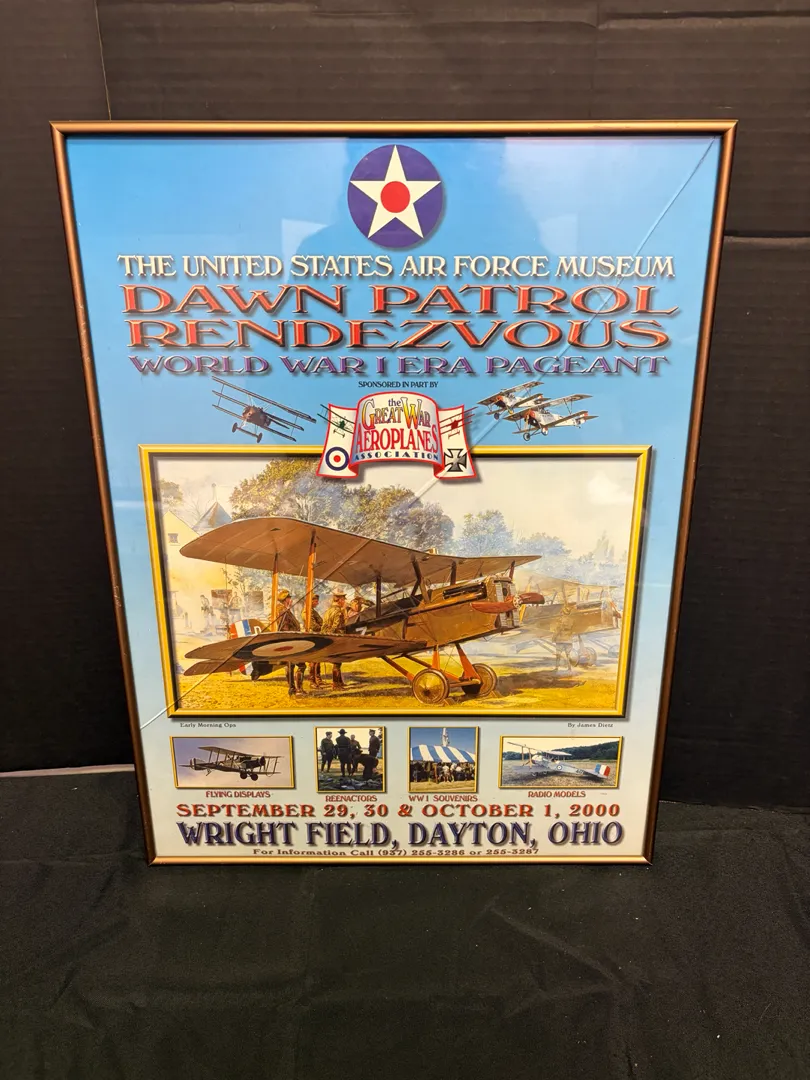 THE UNITED STATES AIR FORCE MUSEUM
DAWN PATROL
RENDEZVOUS
WORLD WAR I ERA PAGEANT
SPONSORED IN PART BY
the
GREAT WAR
AEROPLANES
ASSOCIATION
Early Morning Ops
By James Dietz
FLYING DISPLAYS
REENACTORS
WW I SOUVENIRS
RADIO MODELS
SEPTEMBER 29, 30 & OCTOBER 1, 2000
WRIGHT FIELD, DAYTON, OHIO
For Information Call (937) 255-3286 or 255-3287